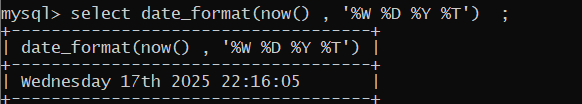 mysql> select date_format(now() , '%W %D %Y %T')  ;
+-----------------------------------+
| date_format(now() , '%W %D %Y %T') |
+-----------------------------------+
| Wednesday 17th 2025 22:16:05       |
+-----------------------------------+